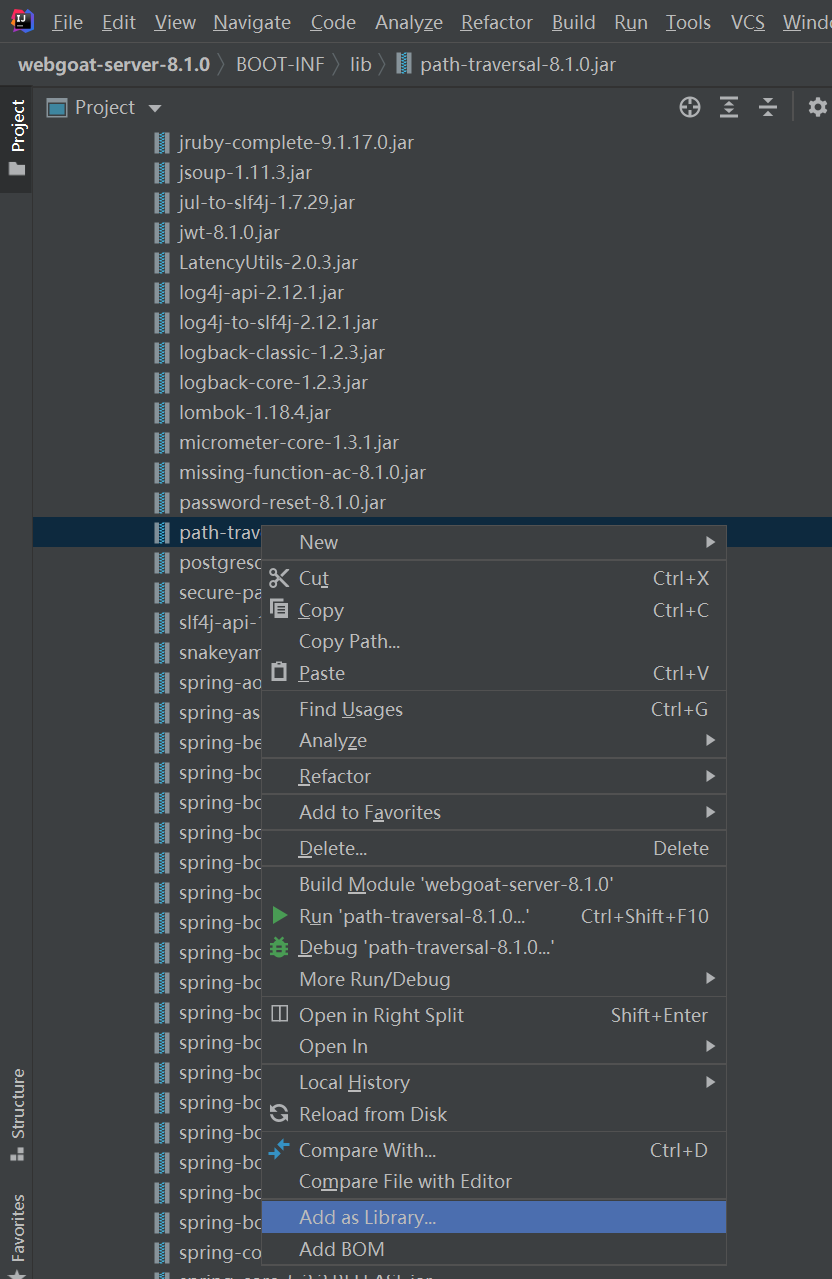 File Edit View Navigate Code Analyze Refactor Build Run Tools VCS Windo
webgoat-server-8.1.0 BOOT-INF lib path-traversal-8.1.0.jar
Project
Project
jruby-complete-9.1.17.0.jar
jsoup-1.11.3.jar
jul-to-slf4j-1.7.29.jar
jwt-8.1.0.jar
LatencyUtils-2.0.3.jar
log4j-api-2.12.1.jar
log4j-to-slf4j-2.12.1.jar
logback-classic-1.2.3.jar
logback-core-1.2.3.jar
lombok-1.18.4.jar
micrometer-core-1.3.1.jar
missing-function-ac-8.1.0.jar
password-reset-8.1.0.jar
path-trav
New
postgresq
Cut Ctrl+X
secure-pa
Copy Ctrl+C
slf4j-api-1
Copy Path...
snakeyam
Paste Ctrl+V
spring-ao
Find Usages Ctrl+G
spring-as
Analyze
spring-be
Refactor
spring-bo
Add to Favorites
spring-bo
Delete... Delete
spring-bo
Build Module 'webgoat-server-8.1.0'
spring-bo
Run 'path-traversal-8.1.0...' Ctrl+Shift+F10
spring-bo
Debug 'path-traversal-8.1.0...'
spring-bo
More Run/Debug
spring-bo
Open in Right Split Shift+Enter
spring-bo
Open In
spring-bo
Local History
spring-bo
Reload from Disk
spring-bo
Compare With... Ctrl+D
spring-bo
Compare File with Editor
spring-bo
Add as Library...
spring-bo
Add BOM
spring-bo
spring-co
Structure
Favorites